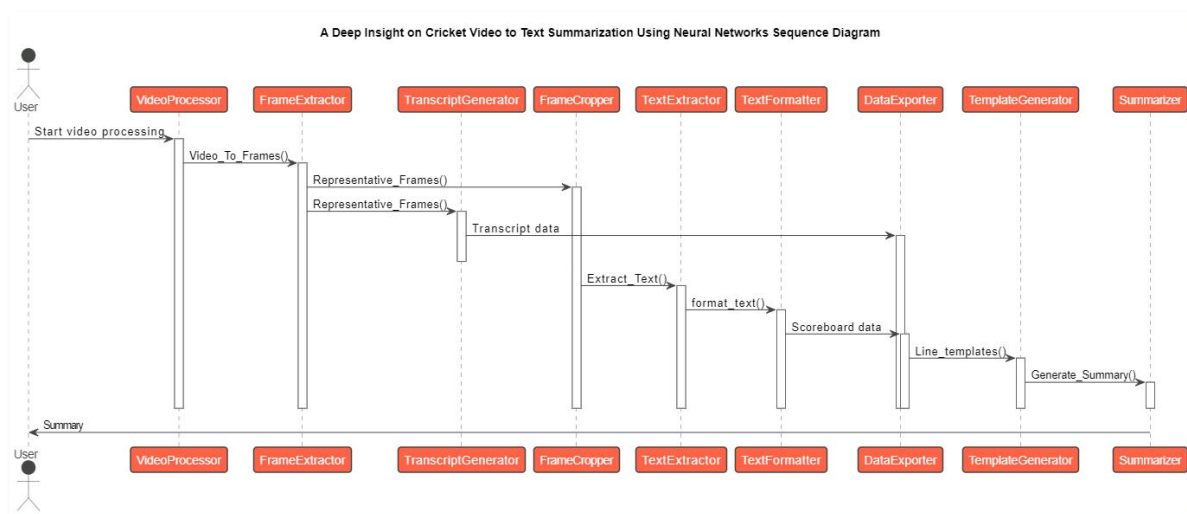 A Deep Insight on Cricket Video to Text Summarization Using Neural Networks Sequence Diagram
User
VideoProcessor
FrameExtractor
TranscriptGenerator
FrameCropper
TextExtractor
TextFormatter
DataExporter
TemplateGenerator
Summarizer
Start video processing
Video_To_Frames()
Representative_Frames()
Representative_Frames()
Transcript data
Extract_Text()
format_text()
Scoreboard data
Line_templates()
Generate_Summary()
Summary
User
VideoProcessor
FrameExtractor
TranscriptGenerator
FrameCropper
TextExtractor
TextFormatter
DataExporter
TemplateGenerator
Summarizer